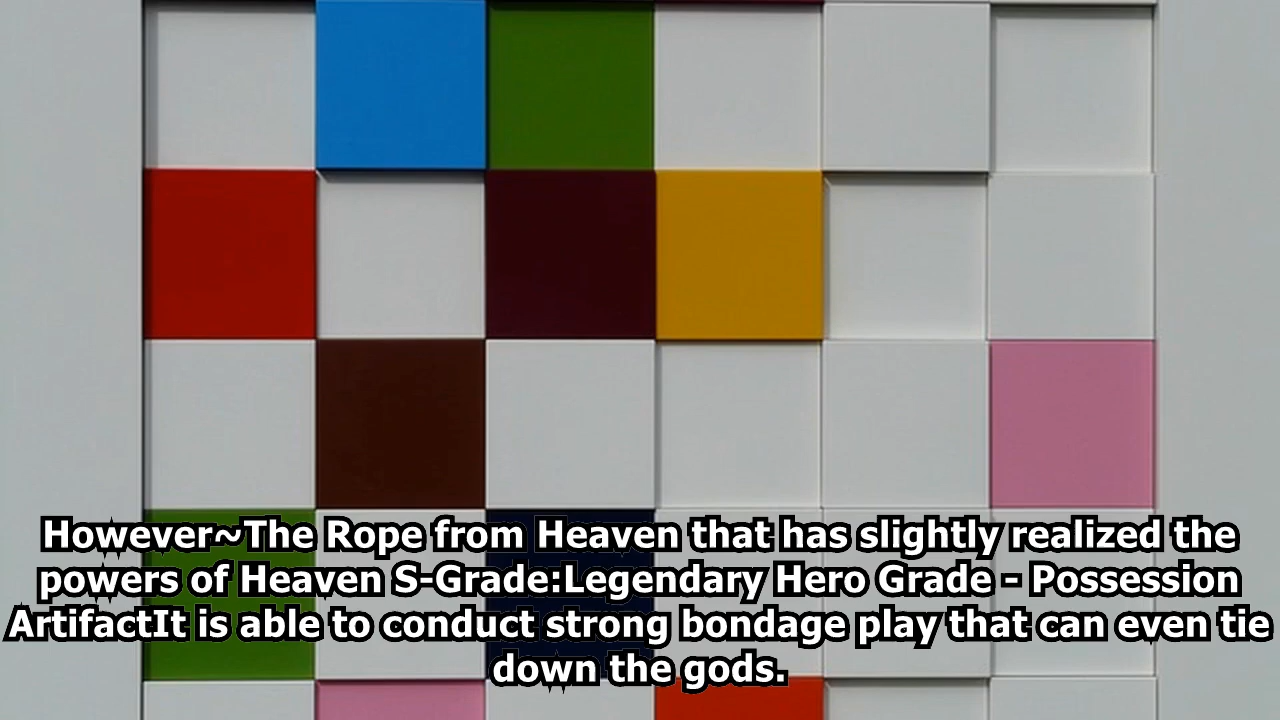 However~The Rope from Heaven that has slightly realized the
powers of Heaven S-Grade:Legendary Hero Grade - Possession
ArtifactIt is able to conduct strong bondage play that can even tie
down the gods.